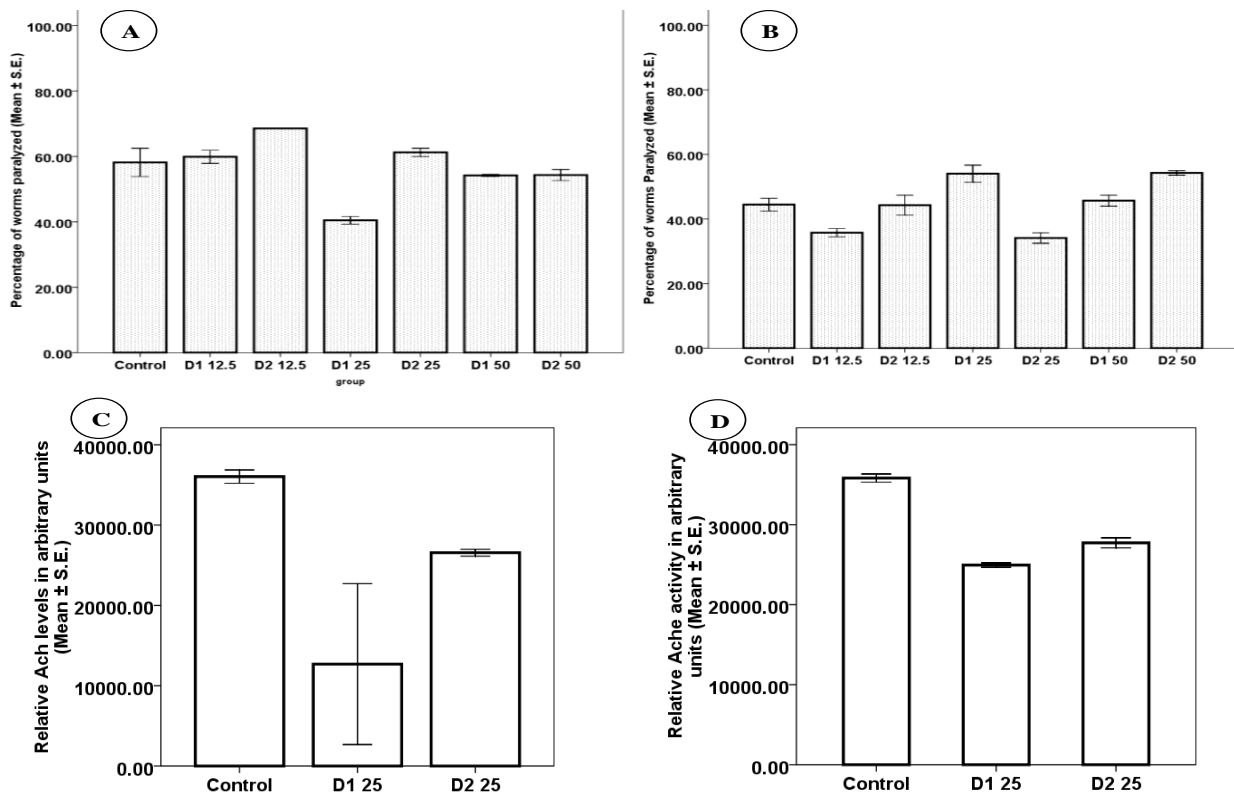 A
Percentage of worms paralyzed (Mean ± S.E.)
100.00
80.00
60.00
40.00
20.00
0.00
Control D1 12.5 D2 12.5 D1 25 D2 25 D1 50 D2 50
group
B
Percentage of worms Paralyzed (Mean ± S.E.)
100.00
80.00
60.00
40.00
20.00
0.00
Control D1 12.5 D2 12.5 D1 25 D2 25 D1 50 D2 50
C
Relative Ach levels in arbitrary units
(Mean ± S.E.)
40000.00
30000.00
20000.00
10000.00
0.00
Control D1 25 D2 25
D
Relative Ache activity in arbitrary
units (Mean ± S.E.)
40000.00
30000.00
20000.00
10000.00
0.00
Control D1 25 D2 25